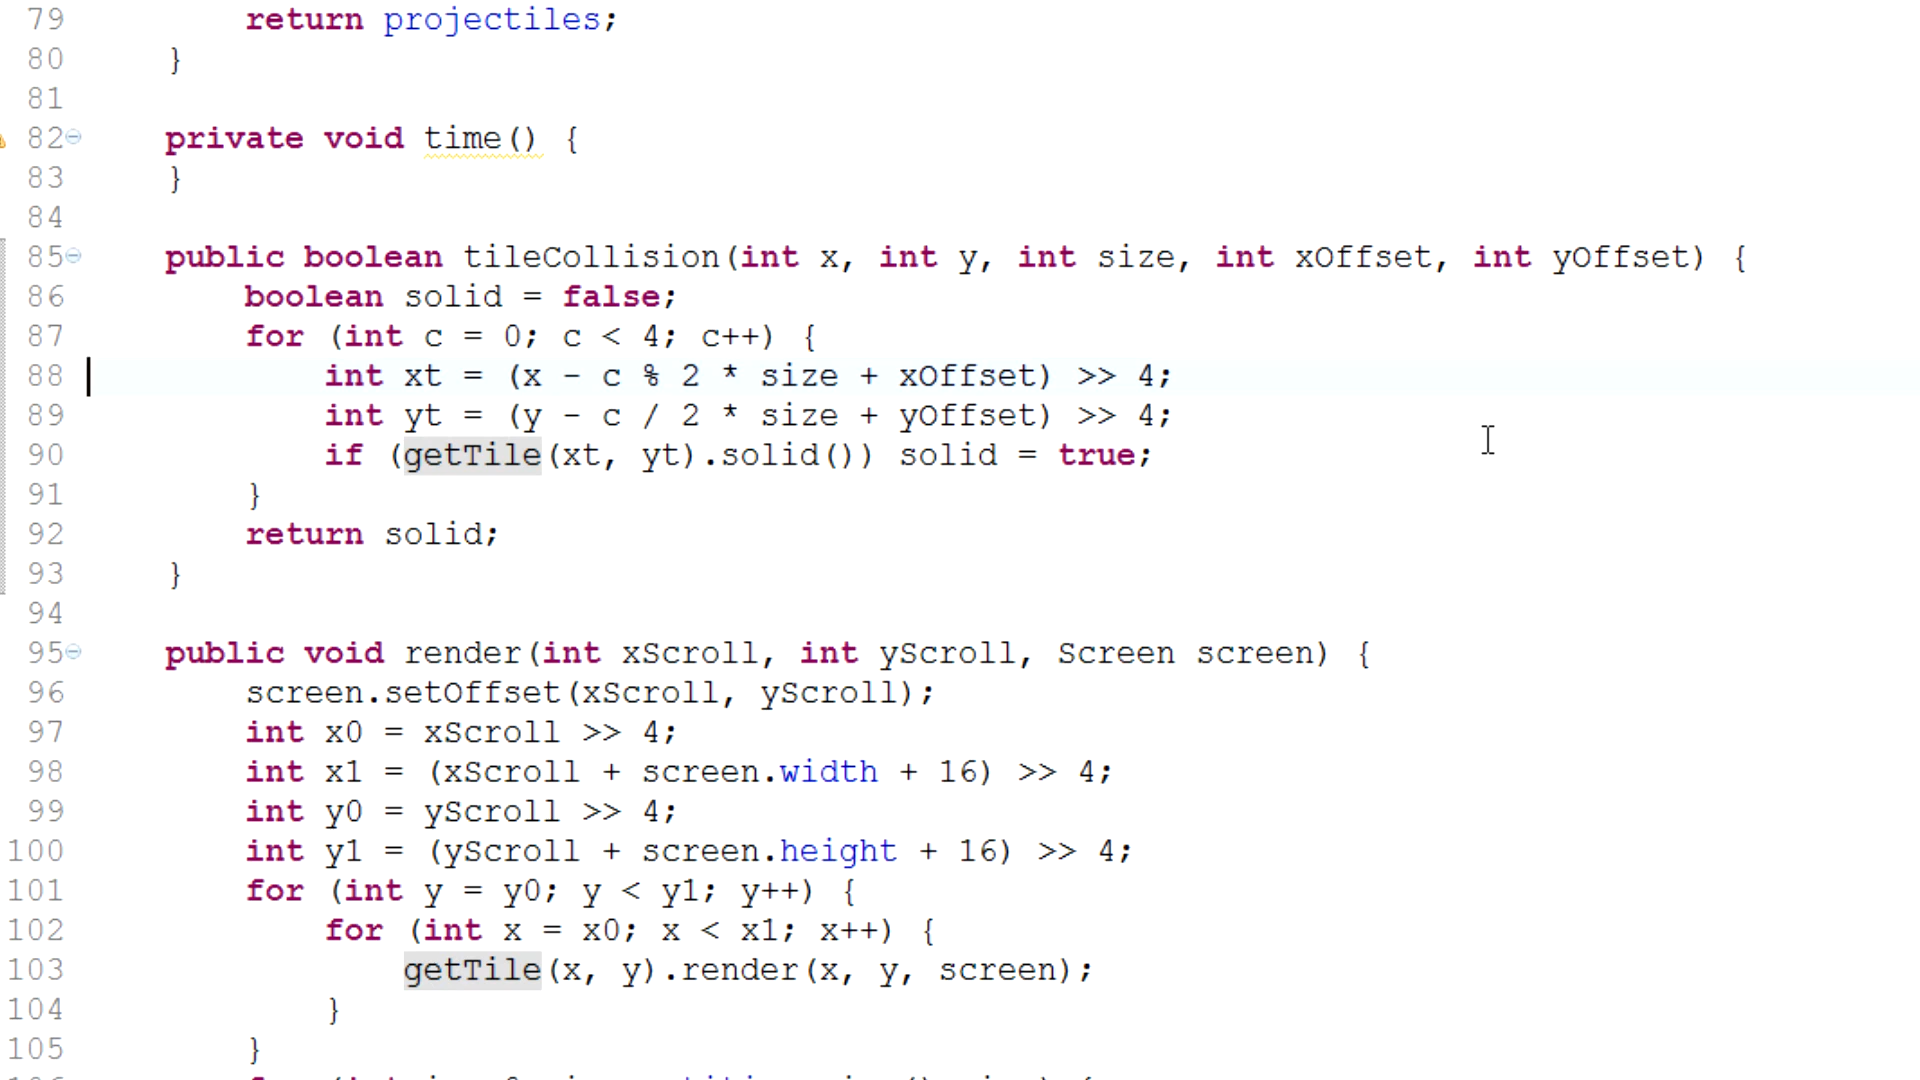 79 return projectiles;
80 }
81
82 private void time() {
83 }
84
85 public boolean tileCollision(int x, int y, int size, int xOffset, int yOffset) {
86 boolean solid = false;
87 for (int c = 0; c < 4; c++) {
88 int xt = (x - c % 2 * size + xOffset) >> 4;
89 int yt = (y - c / 2 * size + yOffset) >> 4;
90 if (getTile(xt, yt).solid()) solid = true;
91 }
92 return solid;
93 }
94
95 public void render(int xScroll, int yScroll, Screen screen) {
96 screen.setOffset(xScroll, yScroll);
97 int x0 = xScroll >> 4;
98 int x1 = (xScroll + screen.width + 16) >> 4;
99 int y0 = yScroll >> 4;
100 int y1 = (yScroll + screen.height + 16) >> 4;
101 for (int y = y0; y < y1; y++) {
102 for (int x = x0; x < x1; x++) {
103 getTile(x, y).render(x, y, screen);
104 }
105 }